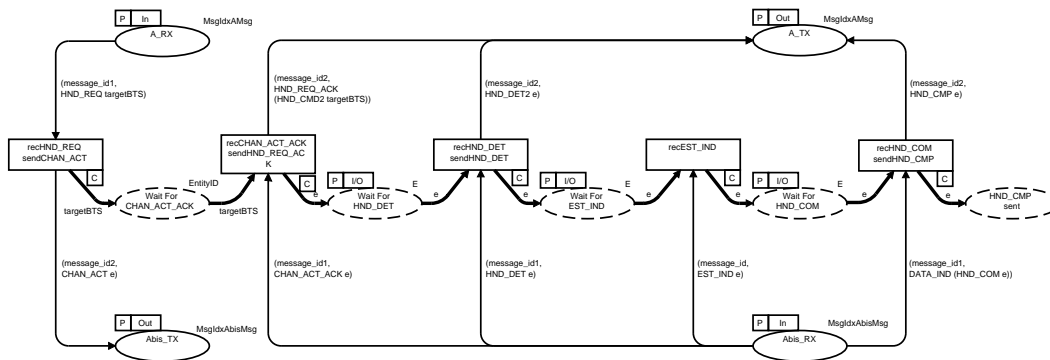 P In
MsgIdxAMsg
A_RX
P Out
MsgIdxAMsg
A_TX
(message_id1,
HND_REQ targetBTS)
(message_id2,
HND_REQ_ACK
(HND_CMD2 targetBTS))
(message_id2,
HND_DET2 e)
(message_id2,
HND_CMP e)
recHND_REQ
sendCHAN_ACT
C
recCHAN_ACT_ACK
sendHND_REQ_AC
K
C
recHND_DET
sendHND_DET
C
recEST_IND
C
recHND_COM
sendHND_CMP
C
targetBTS
EntityID
Wait For
CHAN_ACT_ACK
targetBTS
e
P I/O
E
Wait For
HND_DET
e
e
P I/O
E
Wait For
EST_IND
e
e
P I/O
E
Wait For
HND_COM
e
e
HND_CMP
sent
(message_id2,
CHAN_ACT e)
(message_id1,
CHAN_ACT_ACK e)
(message_id1,
HND_DET e)
(message_id,
EST_IND e)
(message_id1,
DATA_IND (HND_COM e))
P Out
MsgIdxAbisMsg
Abis_TX
P In
MsgIdxAbisMsg
Abis_RX